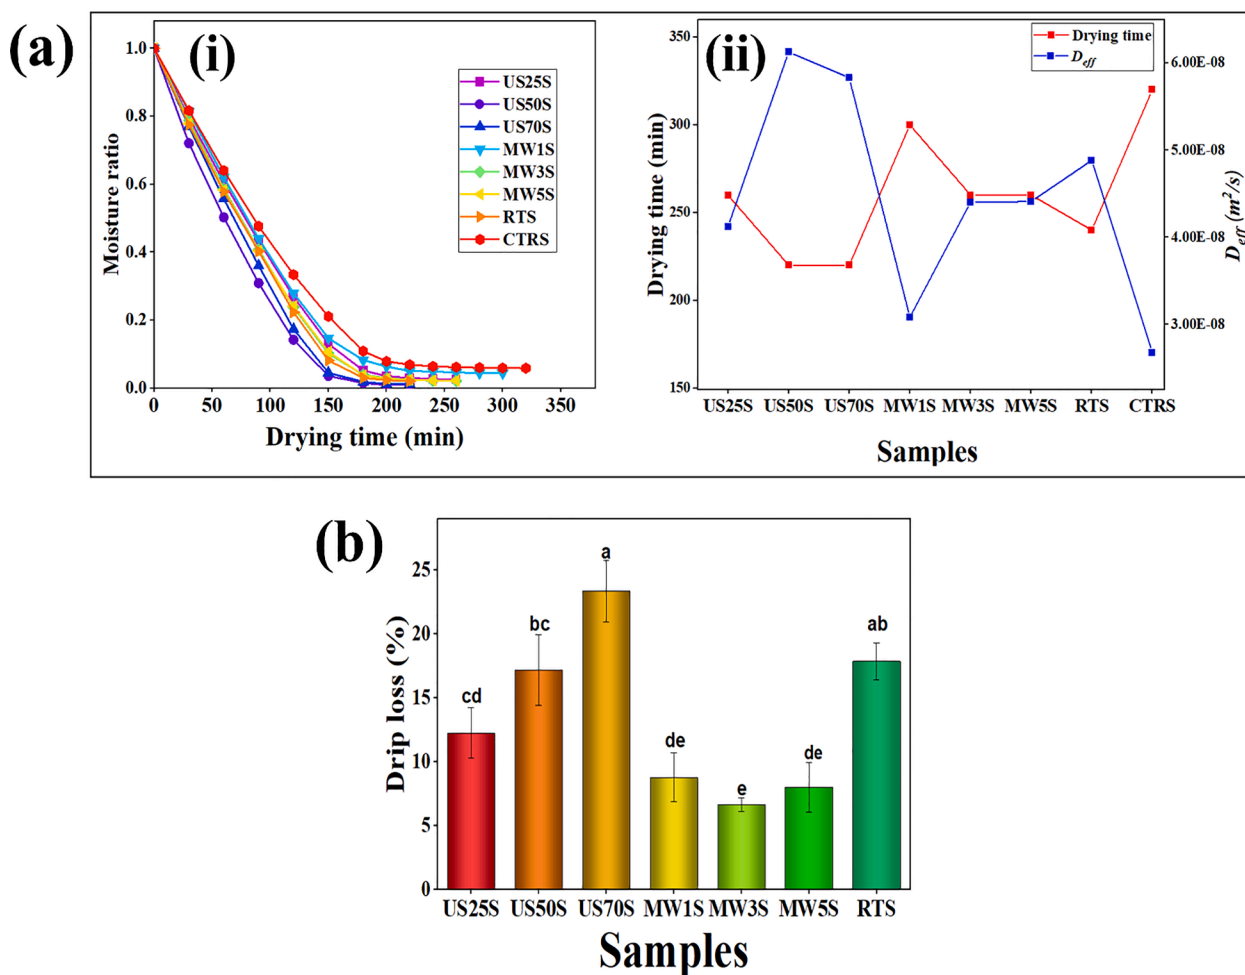 (a)
(i)
Moisture ratio
1.0
0.8
0.6
0.4
0.2
0.0
0
50
100
150
200
250
300
350
Drying time (min)
US25S
US50S
US70S
MW1S
MW3S
MW5S
RTS
CTRS
(ii)
Drying time (min)
350
300
250
200
150
US25S
US50S
US70S
MW1S
MW3S
MW5S
RTS
CTRS
Samples
Drying time
Deff
6.00E-08
5.00E-08
4.00E-08
3.00E-08
Deff (m²/s)
(b)
Drip loss (%)
25
20
15
10
5
0
cd
bc
a
de
e
de
ab
US25S
US50S
US70S
MW1S
MW3S
MW5S
RTS
Samples